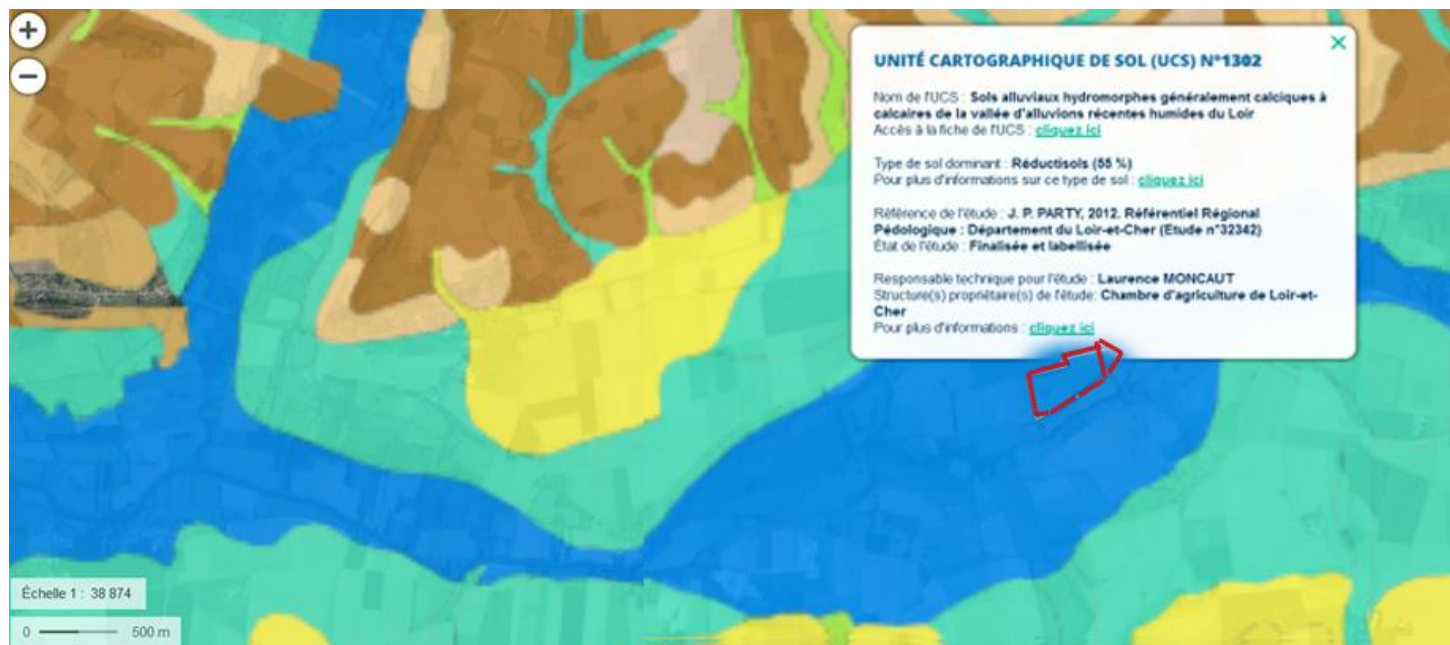 +
−
×
UNITÉ CARTOGRAPHIQUE DE SOL (UCS) N°1302
Nom de l'UCS : Sols alluviaux hydromorphes généralement calciques à
calcaires de la vallée d'alluvions récentes humides du Loir
Accès à la fiche de l'UCS : cliquez ici
Type de sol dominant : Réductisols (55 %)
Pour plus d'informations sur ce type de sol : cliquez ici
Référence de l'étude : J. P. PARTY, 2012. Référentiel Régional
Pédologique : Département du Loir-et-Cher (Etude n°32342)
État de l'étude : Finalisée et labellisée
Responsable technique pour l'étude : Laurence MONCAUT
Structure(s) propriétaire(s) de l'étude: Chambre d'agriculture de Loir-et-
Cher
Pour plus d'informations : cliquez ici
Échelle 1 : 38 874
0 500 m